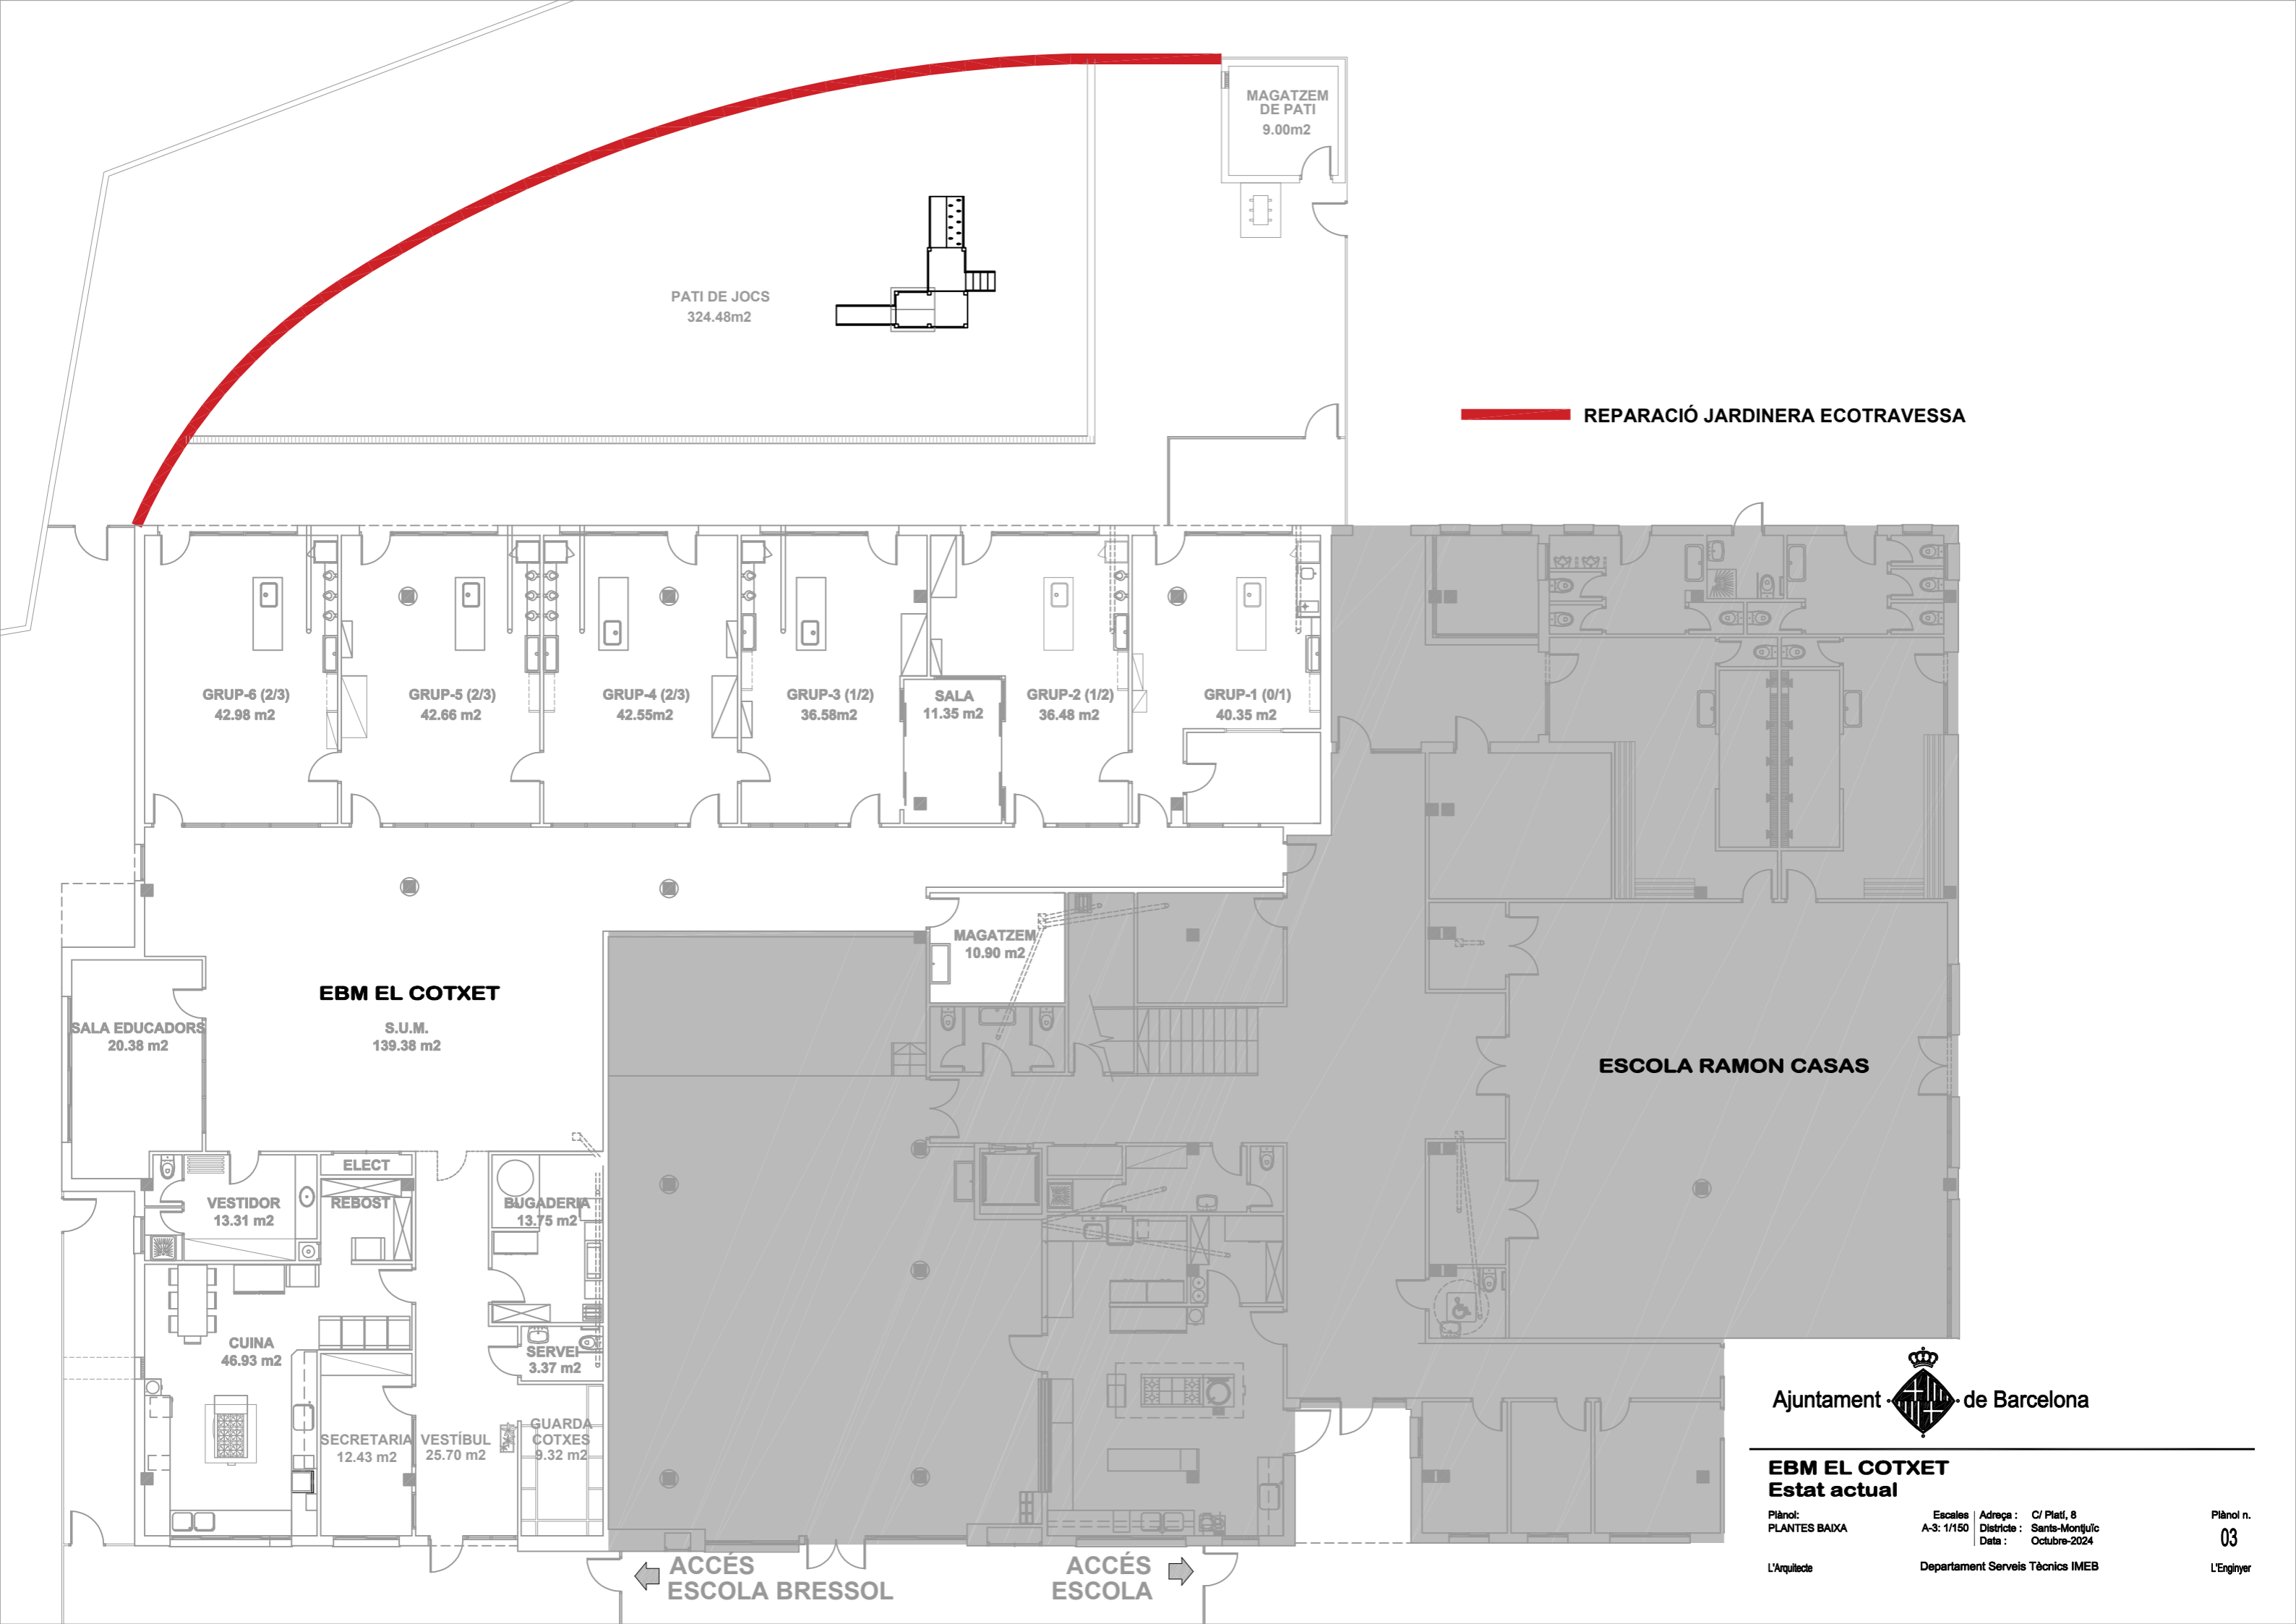 MAGATZEM
DE PATI
9.00m2
PATI DE JOCS
324.48m2
REPARACIÓ JARDINERA ECOTRAVESSA
GRUP-6 (2/3)
42.98 m2
GRUP-5 (2/3)
42.66 m2
GRUP-4 (2/3)
42.55m2
GRUP-3 (1/2)
36.58m2
SALA
11.35 m2
GRUP-2 (1/2)
36.48 m2
GRUP-1 (0/1)
40.35 m2
MAGATZEM
10.90 m2
EBM EL COTXET
S.U.M.
139.38 m2
SALA EDUCADORS
20.38 m2
ESCOLA RAMON CASAS
ELECT
VESTIDOR
13.31 m2
REBOST
BUGADERIA
13.75 m2
CUINA
46.93 m2
SERVEI
3.37 m2
SECRETARIA
12.43 m2
VESTÍBUL
25.70 m2
GUARDA
COTXES
9.32 m2
ACCÉS
ESCOLA BRESSOL
ACCÉS
ESCOLA
Ajuntament de Barcelona
EBM EL COTXET
Estat actual
Plànol:
PLANTES BAIXA
Escales
A-3: 1/150
Adreça : C/ Platí, 8
Districte : Sants-Montjuïc
Data : Octubre-2024
Plànol n.
03
L'Arquitecte
Departament Serveis Tècnics IMEB
L'Enginyer